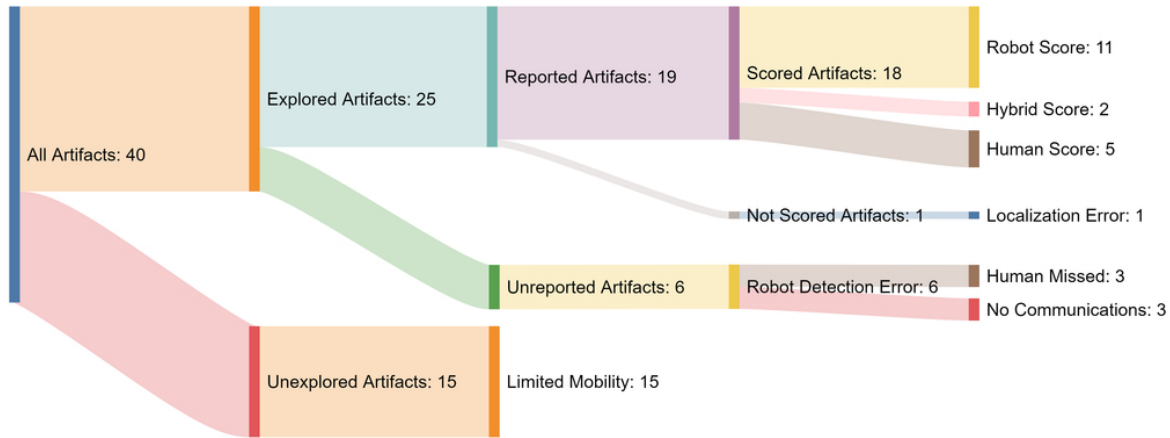 All Artifacts: 40
Explored Artifacts: 25
Unexplored Artifacts: 15
Reported Artifacts: 19
Unreported Artifacts: 6
Limited Mobility: 15
Scored Artifacts: 18
Not Scored Artifacts: 1
Robot Detection Error: 6
Robot Score: 11
Hybrid Score: 2
Human Score: 5
Localization Error: 1
Human Missed: 3
No Communications: 3